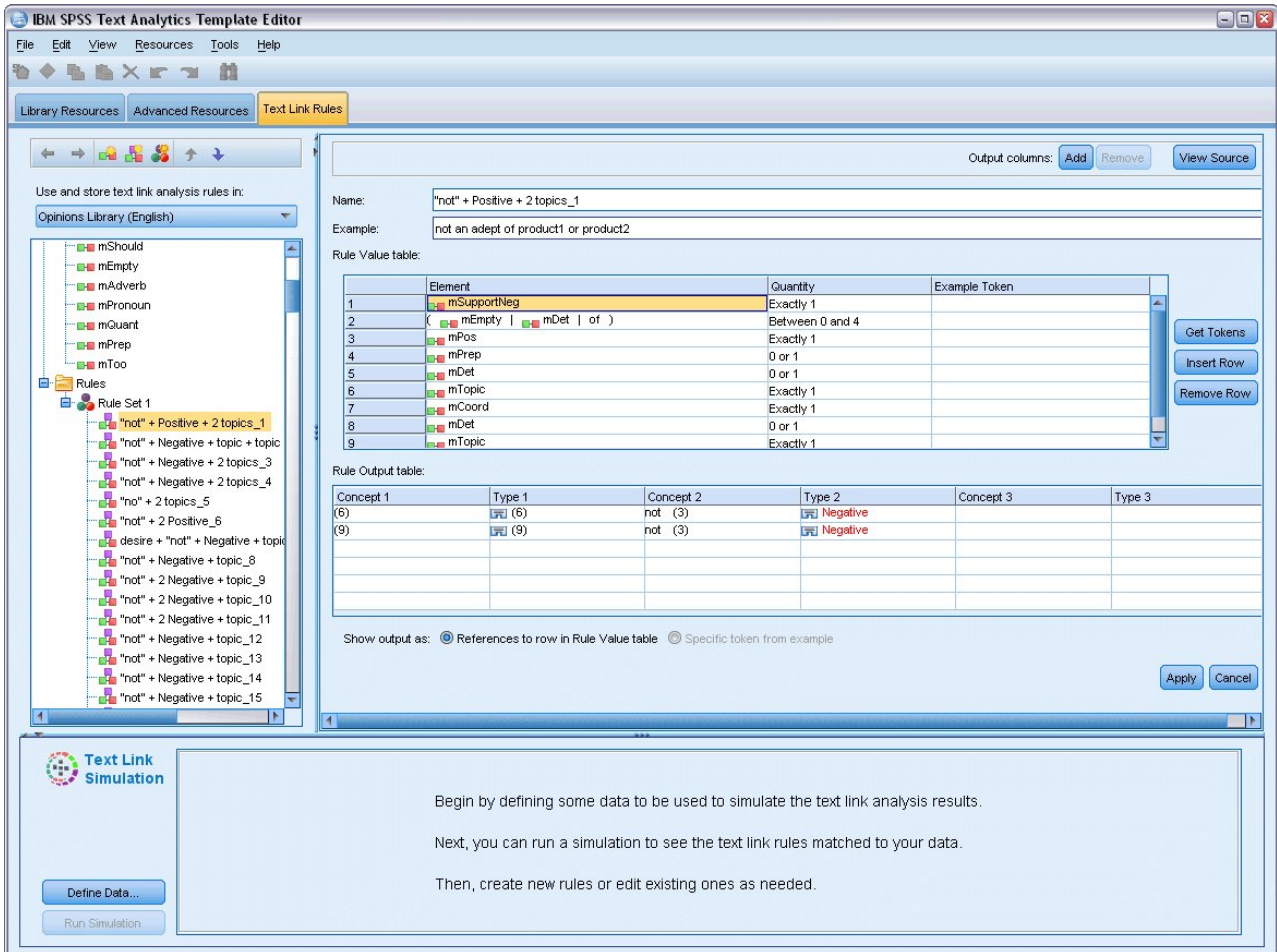 IBM SPSS Text Analytics Template Editor
File Edit View Resources Tools Help
Library Resources Advanced Resources Text Link Rules
Output columns: Add Remove View Source
Use and store text link analysis rules in:
Opinions Library (English)
mShould
mEmpty
mAdverb
mPronoun
mQuant
mPrep
mToo
Rules
Rule Set 1
"not" + Positive + 2 topics_1
"not" + Negative + topic + topic
"not" + Negative + 2 topics_3
"not" + Negative + 2 topics_4
"no" + 2 topics_5
"not" + 2 Positive_6
desire + "not" + Negative + topic
"not" + Negative + topic_8
"not" + 2 Negative + topic_9
"not" + 2 Negative + topic_10
"not" + 2 Negative + topic_11
"not" + Negative + topic_12
"not" + Negative + topic_13
"not" + Negative + topic_14
"not" + Negative + topic_15
Name: "not" + Positive + 2 topics_1
Example: not an adept of product1 or product2
Rule Value table:
Element Quantity Example Token
1 mSupportNeg Exactly 1
2 ( mEmpty | mDet | of ) Between 0 and 4
3 mPos Exactly 1
4 mPrep 0 or 1
5 mDet 0 or 1
6 mTopic Exactly 1
7 mCoord Exactly 1
8 mDet 0 or 1
9 mTopic Exactly 1
Get Tokens
Insert Row
Remove Row
Rule Output table:
Concept 1 Type 1 Concept 2 Type 2 Concept 3 Type 3
(6) (6) not (3) Negative
(9) (9) not (3) Negative
Show output as: References to row in Rule Value table Specific token from example
Apply Cancel
Text Link
Simulation
Begin by defining some data to be used to simulate the text link analysis results.
Next, you can run a simulation to see the text link rules matched to your data.
Then, create new rules or edit existing ones as needed.
Define Data...
Run Simulation